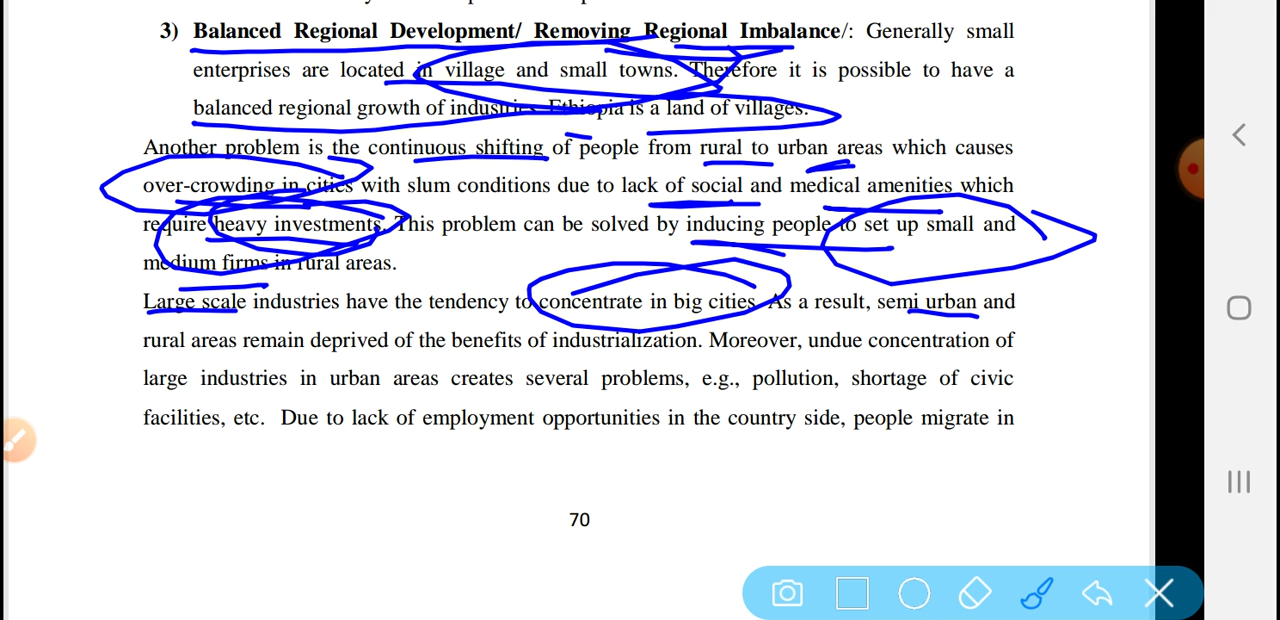 3) Balanced Regional Development/ Removing Regional Imbalance/: Generally small
enterprises are located in village and small towns. Therefore it is possible to have a
balanced regional growth of industries. Ethiopia is a land of villages.
Another problem is the continuous shifting of people from rural to urban areas which causes
over-crowding in cities with slum conditions due to lack of social and medical amenities which
require heavy investments. This problem can be solved by inducing people to set up small and
medium firms in rural areas.
Large scale industries have the tendency to concentrate in big cities. As a result, semi urban and
rural areas remain deprived of the benefits of industrialization. Moreover, undue concentration of
large industries in urban areas creates several problems, e.g., pollution, shortage of civic
facilities, etc. Due to lack of employment opportunities in the country side, people migrate in
70